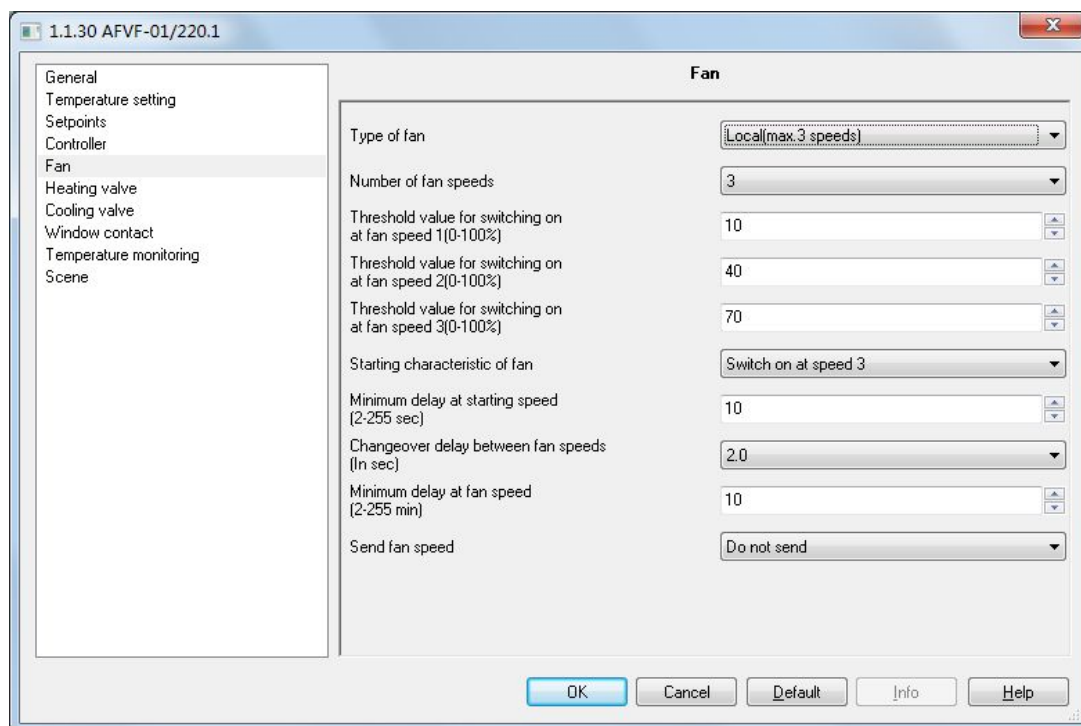 1.1.30 AFVF-01/220.1
General
Temperature setting
Setpoints
Controller
Fan
Heating valve
Cooling valve
Window contact
Temperature monitoring
Scene
Fan
Type of fan
Local(max.3 speeds)
Number of fan speeds
3
Threshold value for switching on
at fan speed 1(0-100%)
10
Threshold value for switching on
at fan speed 2(0-100%)
40
Threshold value for switching on
at fan speed 3(0-100%)
70
Starting characteristic of fan
Switch on at speed 3
Minimum delay at starting speed
(2-255 sec)
10
Changeover delay between fan speeds
(In sec)
2.0
Minimum delay at fan speed
(2-255 min)
10
Send fan speed
Do not send
OK
Cancel
Default
Info
Help